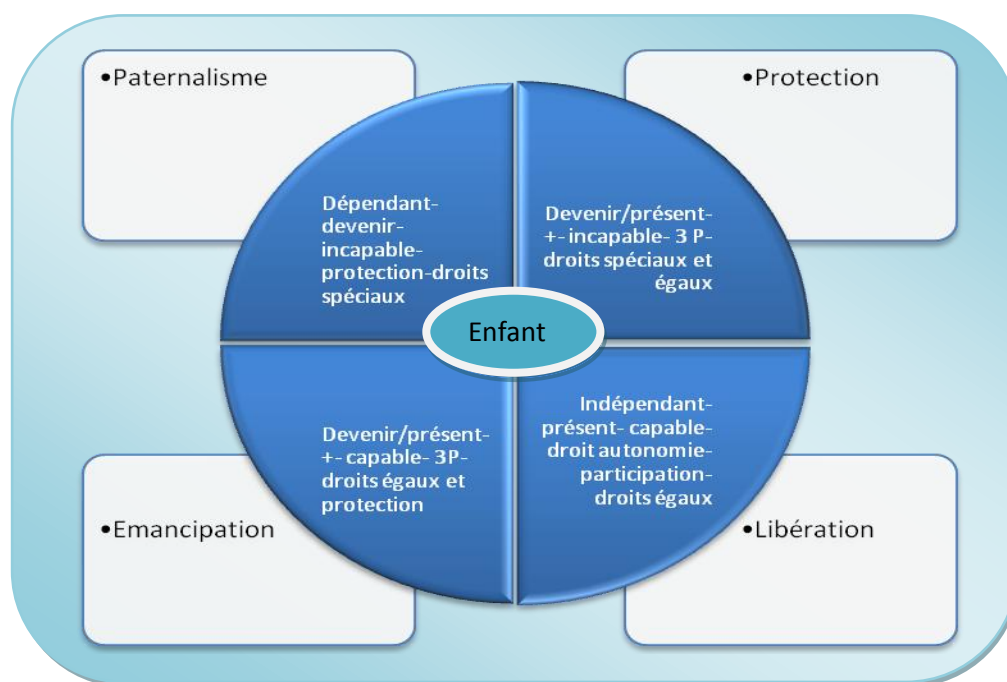 •Paternalisme
•Protection
Dépendant-
devenir-
incapable-
protection-droits
spéciaux
Devenir/présent-
+- incapable- 3 P-
droits spéciaux et
égaux
Enfant
Devenir/présent-
+- capable- 3P-
droits égaux et
protection
Indépendant-
présent- capable-
droit autonomie-
participation-
droits égaux
•Emancipation
•Libération